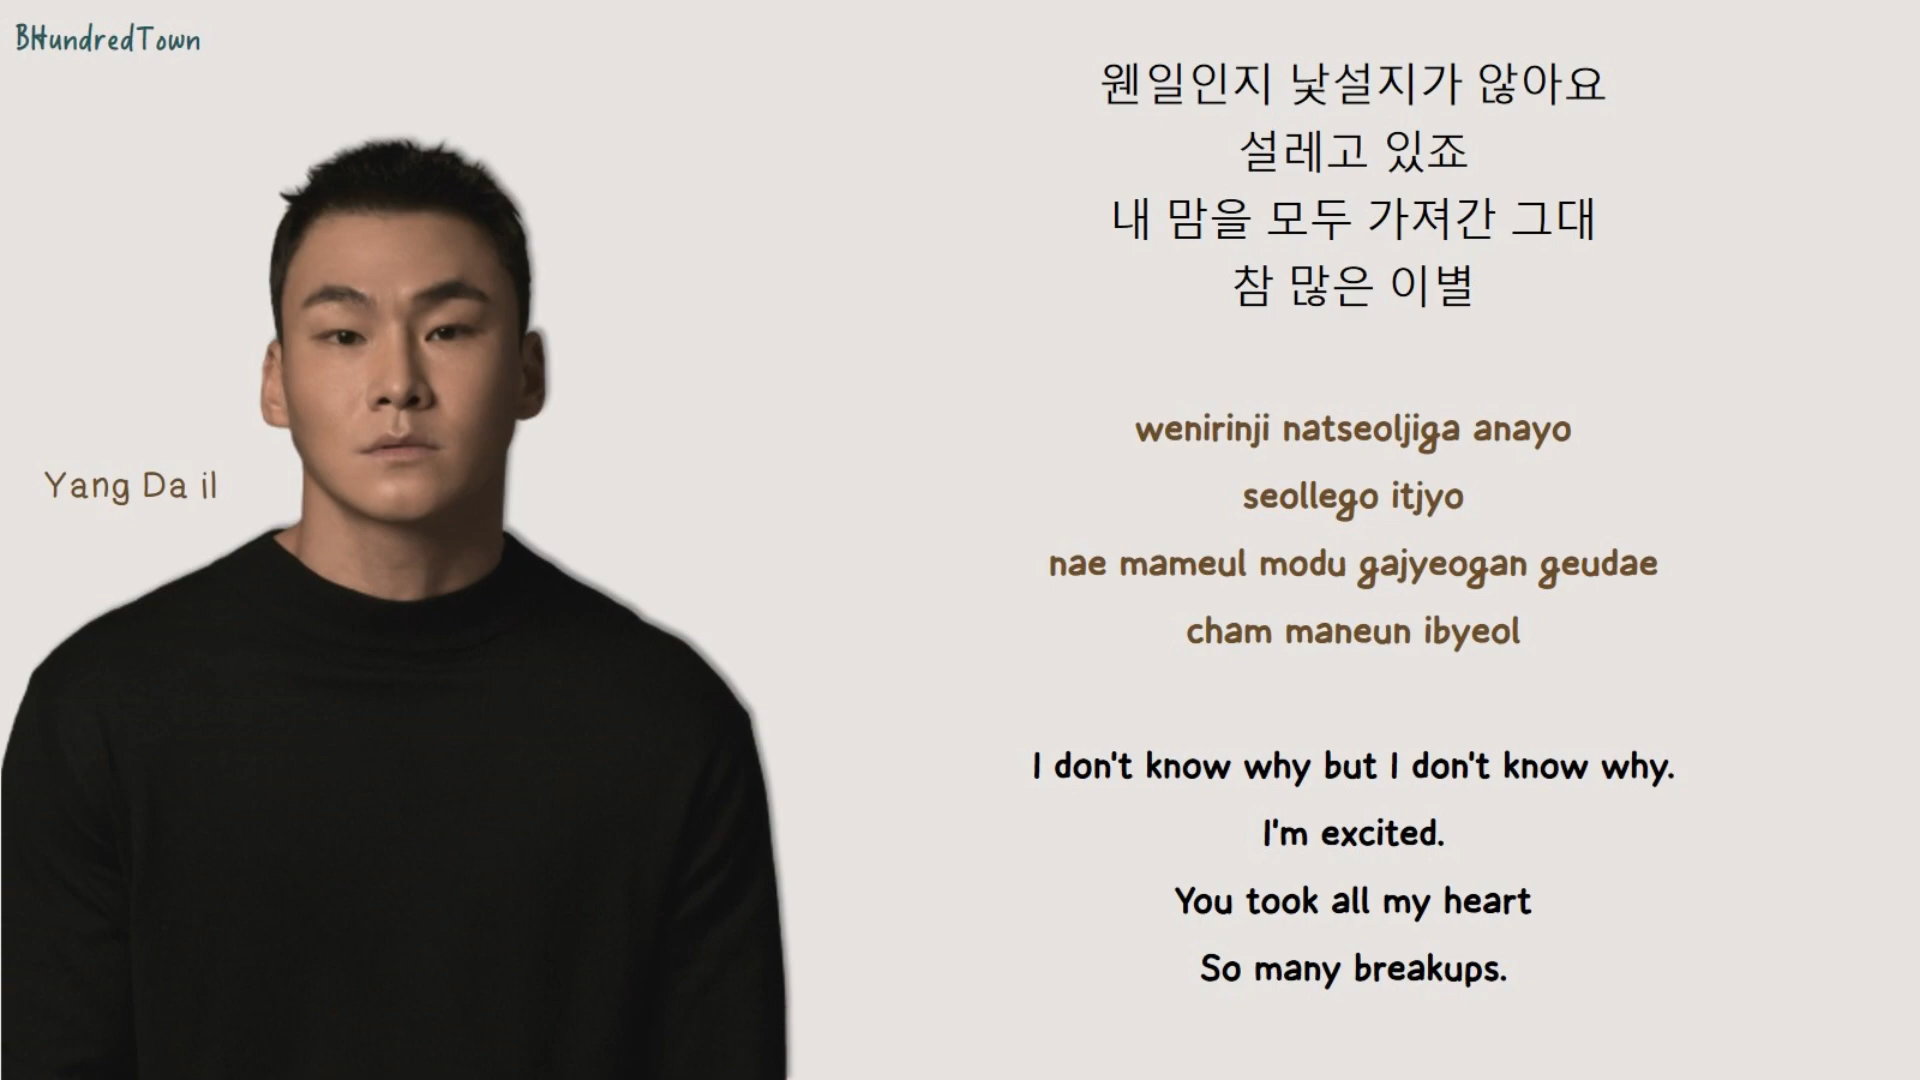 BHundredTown
웬일인지 낯설지가 않아요
설레고 있죠
내 맘을 모두 가져간 그대
참 많은 이별
wenirinji natseoljiga anayo
seollego itjyo
nae mameul modu gajyeogan geudae
cham maneun ibyeol
Yang Da il
I don't know why but I don't know why.
I'm excited.
You took all my heart
So many breakups.